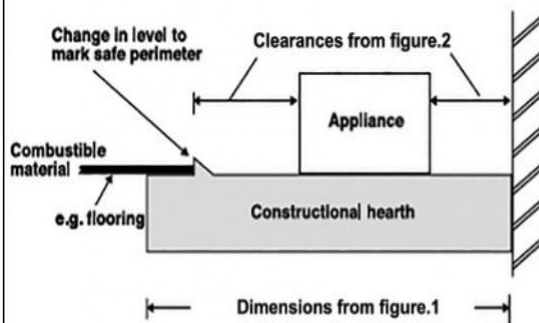 Change in level to
mark safe perimeter
Clearances from figure.2
Appliance
Combustible
material
e.g. flooring
Constructional hearth
Dimensions from figure.1